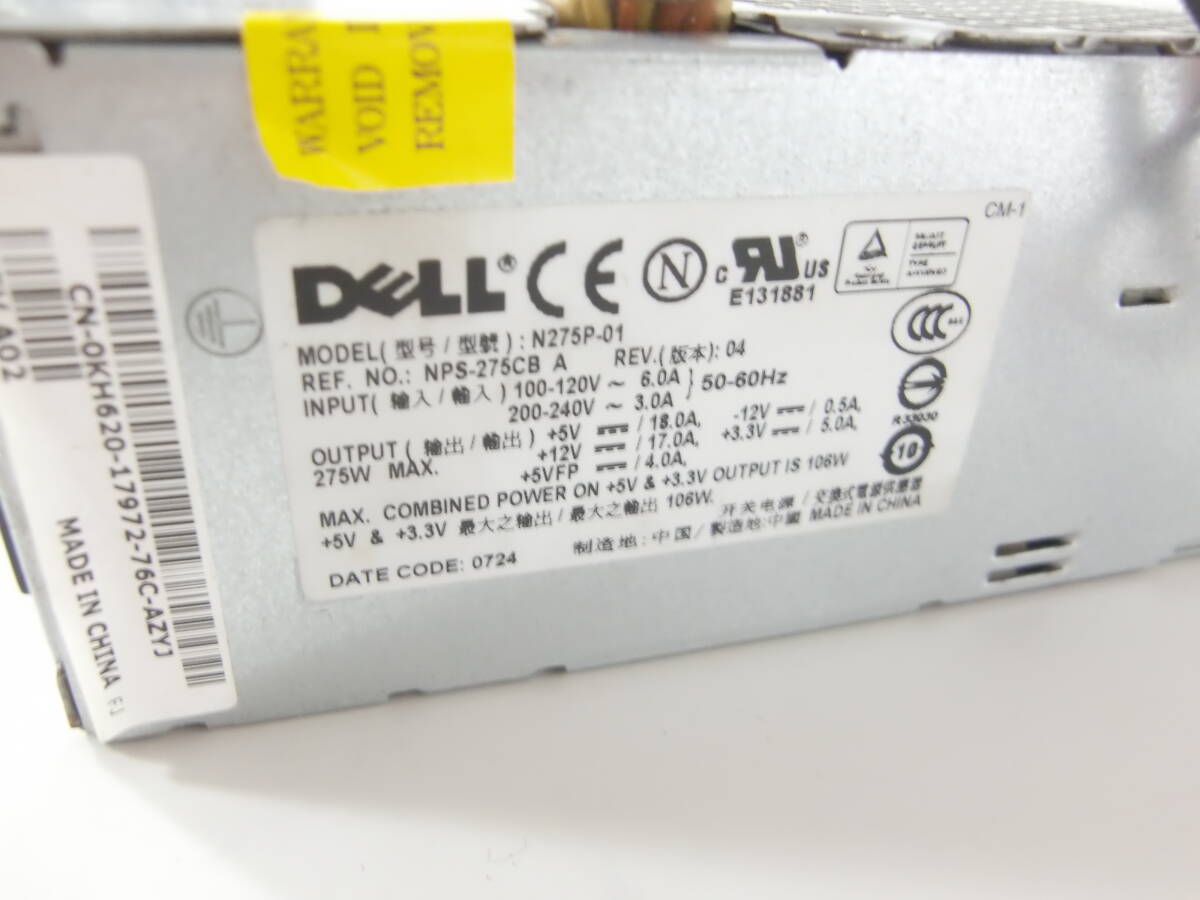 WARRA
VOID
REMOV
CM-1
DELL® CE N c RU® US
E131881
MODEL( 型号 / 型號 ) : N275P-01
REF. NO.: NPS-275CB A REV.( 版本): 04
INPUT( 输入 / 輸入 ) 100-120V ~ 6.0A } 50-60Hz
200-240V ~ 3.0A
OUTPUT ( 输出 / 輸出 ) +5V ⎓ / 18.0A, -12V ⎓ / 0.5A,
275W MAX. +12V ⎓ / 17.0A, +3.3V ⎓ / 5.0A,
+5VFP ⎓ / 4.0A,
MAX. COMBINED POWER ON +5V & +3.3V OUTPUT IS 106W
+5V & +3.3V 最大之输出 / 最大之輸出 106W.
开关电源 / 交換式電源供應器
制造地: 中国 / 製造地:中國 MADE IN CHINA
DATE CODE: 0724
CCC
R33030
10
CN-0KH620-17972-76C-AZYJ
A02
MADE IN CHINA